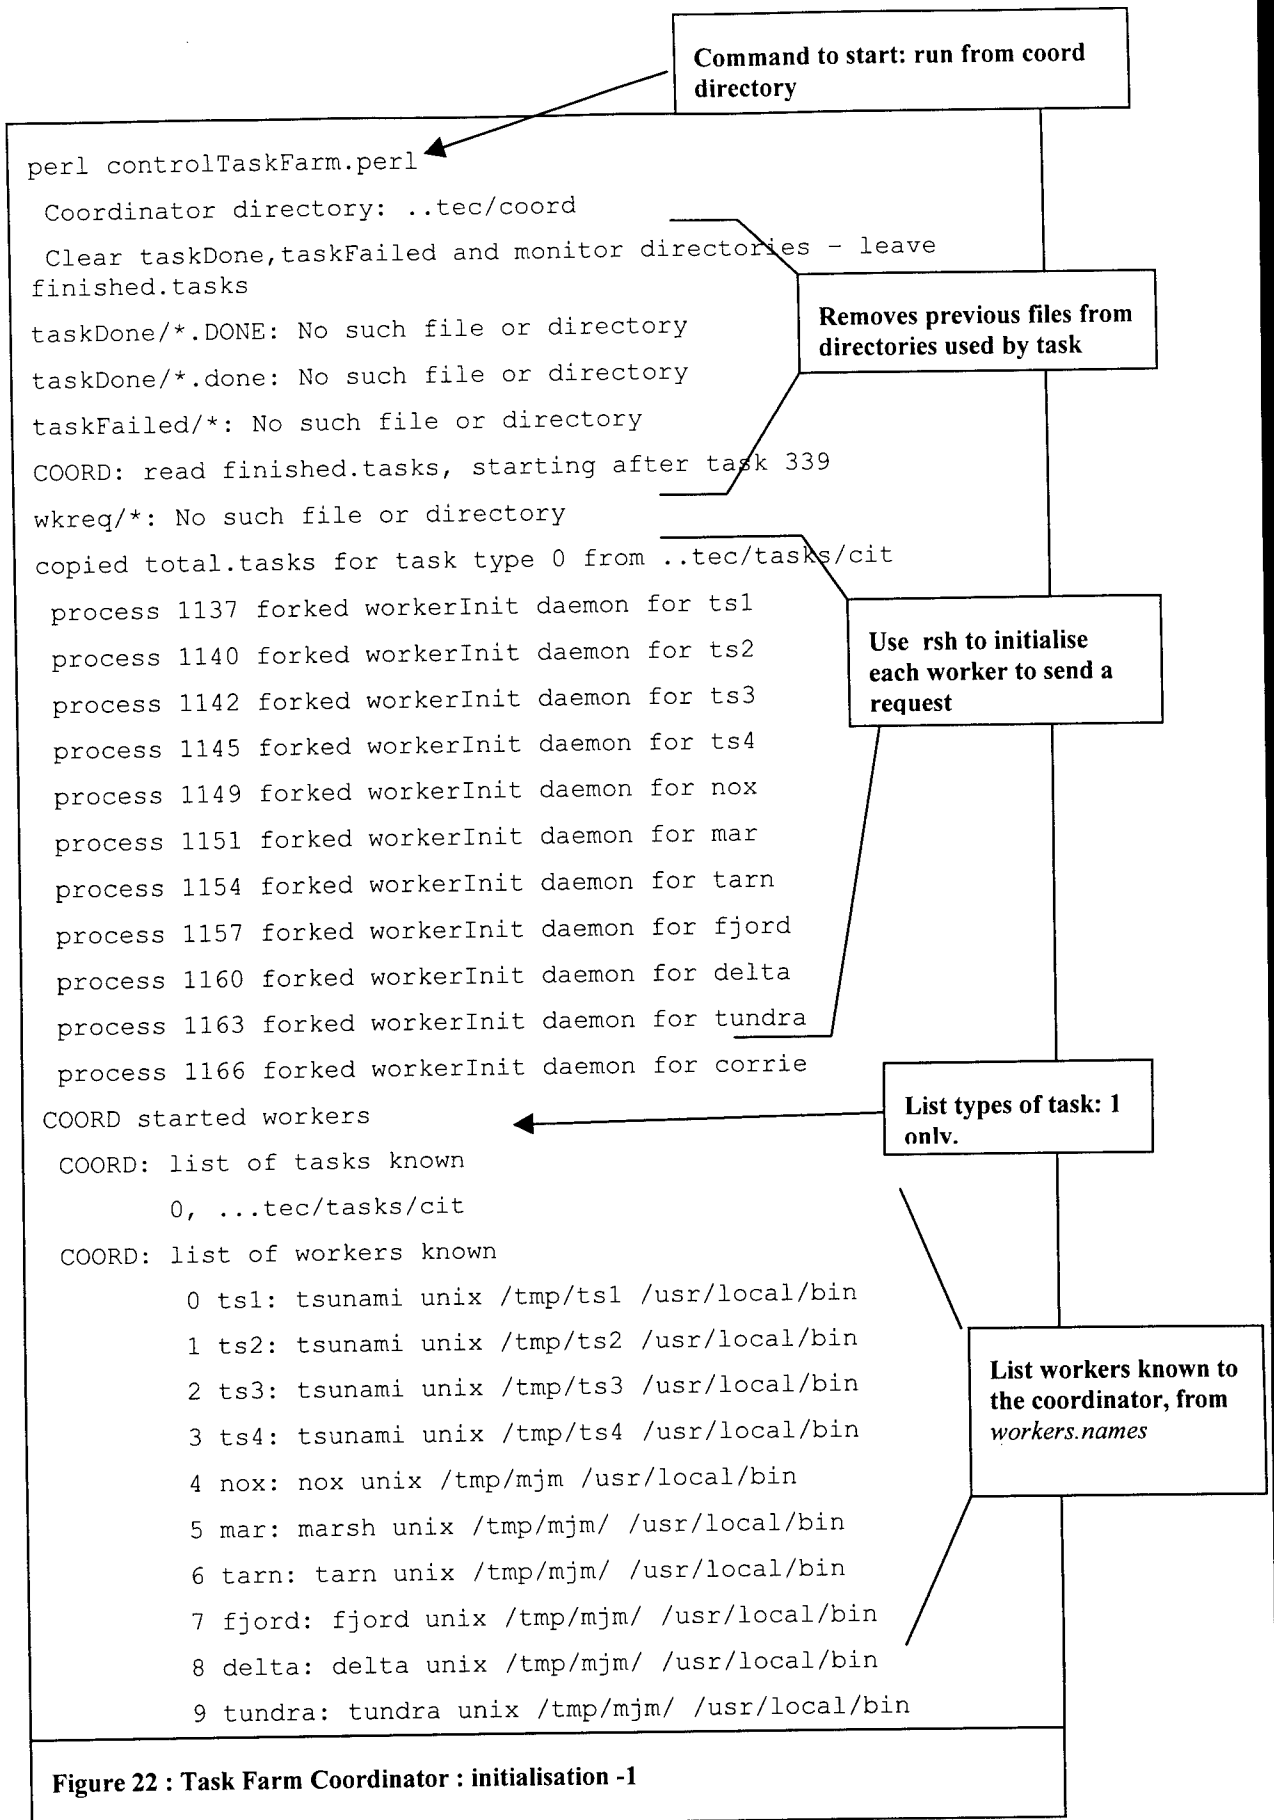 Command to start: run from coord
directory
perl controlTaskFarm.perl
Coordinator directory: ..tec/coord
Clear taskDone,taskFailed and monitor directories – leave
finished.tasks
taskDone/*.DONE: No such file or directory
taskDone/*.done: No such file or directory
taskFailed/*: No such file or directory
COORD: read finished.tasks, starting after task 339
wkreq/*: No such file or directory
Removes previous files from
directories used by task
copied total.tasks for task type 0 from ..tec/tasks/cit
process 1137 forked workerInit daemon for ts1
process 1140 forked workerInit daemon for ts2
process 1142 forked workerInit daemon for ts3
process 1145 forked workerInit daemon for ts4
process 1149 forked workerInit daemon for nox
process 1151 forked workerInit daemon for mar
process 1154 forked workerInit daemon for tarn
process 1157 forked workerInit daemon for fjord
process 1160 forked workerInit daemon for delta
process 1163 forked workerInit daemon for tundra
process 1166 forked workerInit daemon for corrie
Use rsh to initialise
each worker to send a
request
COORD started workers
List types of task: 1
only.
COORD: list of tasks known
0, ...tec/tasks/cit
COORD: list of workers known
0 ts1: tsunami unix /tmp/ts1 /usr/local/bin
1 ts2: tsunami unix /tmp/ts2 /usr/local/bin
2 ts3: tsunami unix /tmp/ts3 /usr/local/bin
3 ts4: tsunami unix /tmp/ts4 /usr/local/bin
4 nox: nox unix /tmp/mjm /usr/local/bin
5 mar: marsh unix /tmp/mjm/ /usr/local/bin
6 tarn: tarn unix /tmp/mjm/ /usr/local/bin
7 fjord: fjord unix /tmp/mjm/ /usr/local/bin
8 delta: delta unix /tmp/mjm/ /usr/local/bin
9 tundra: tundra unix /tmp/mjm/ /usr/local/bin
List workers known to
the coordinator, from
workers.names
Figure 22 : Task Farm Coordinator : initialisation -1